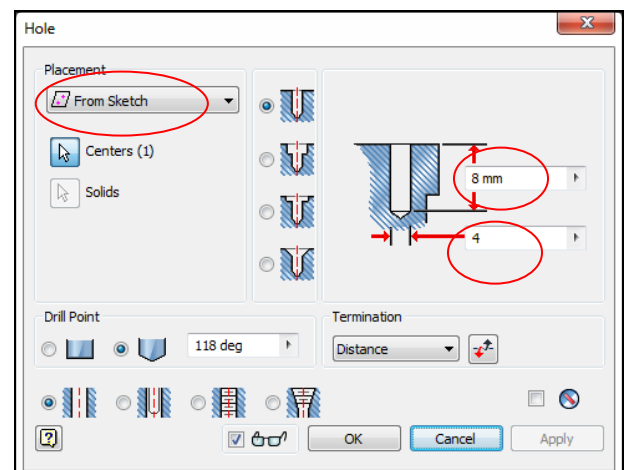 Hole
Placement
From Sketch
Centers (1)
Solids
8 mm
4
Drill Point
118 deg
Termination
Distance
OK
Cancel
Apply